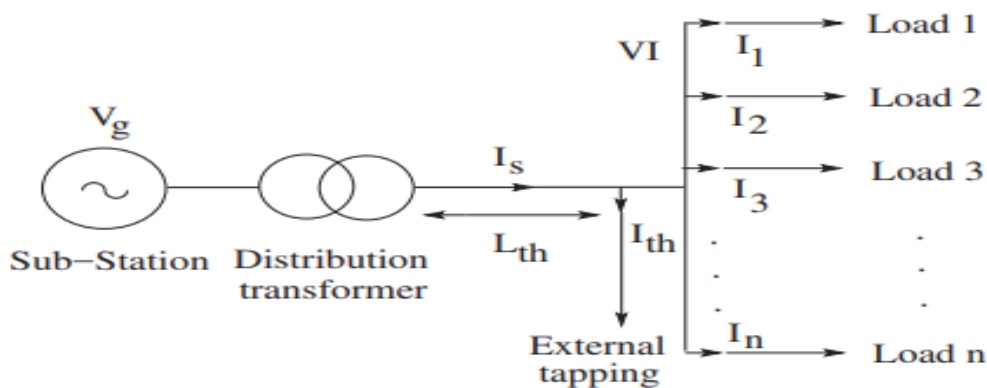 Load 1
VI
I1
Load 2
Vg
I2
Is
Load 3
I3
Sub-Station
Distribution
transformer
Lth
Ith
In
External
tapping
Load n